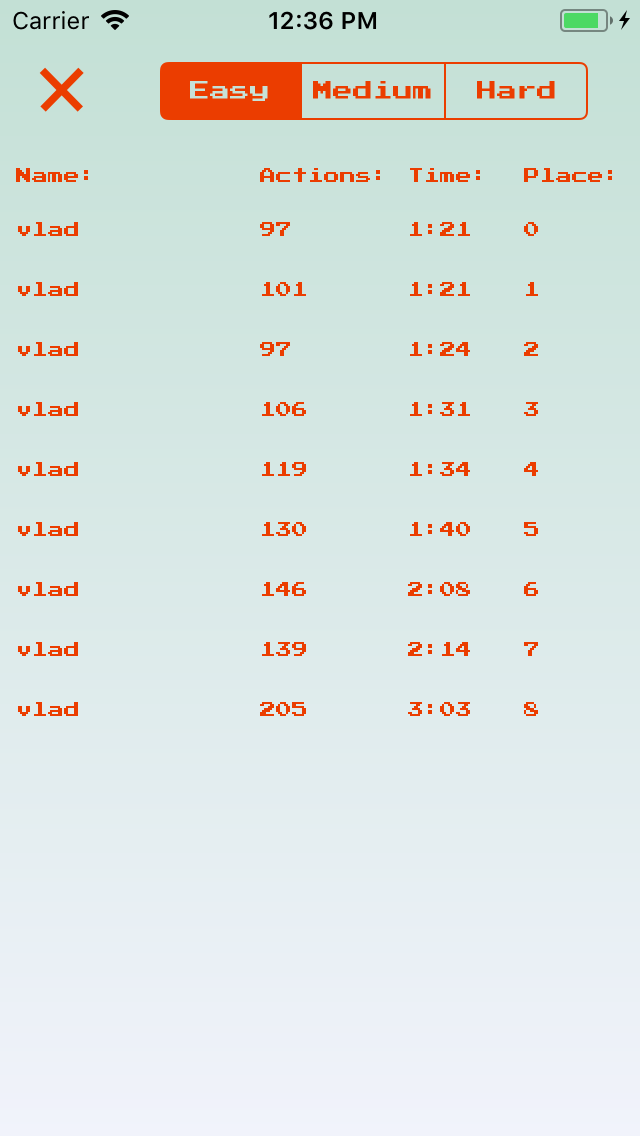 Carrier 12:36 PM
Easy Medium Hard
Name: Actions: Time: Place:
vlad 97 1:21 0
vlad 101 1:21 1
vlad 97 1:24 2
vlad 106 1:31 3
vlad 119 1:34 4
vlad 130 1:40 5
vlad 146 2:08 6
vlad 139 2:14 7
vlad 205 3:03 8